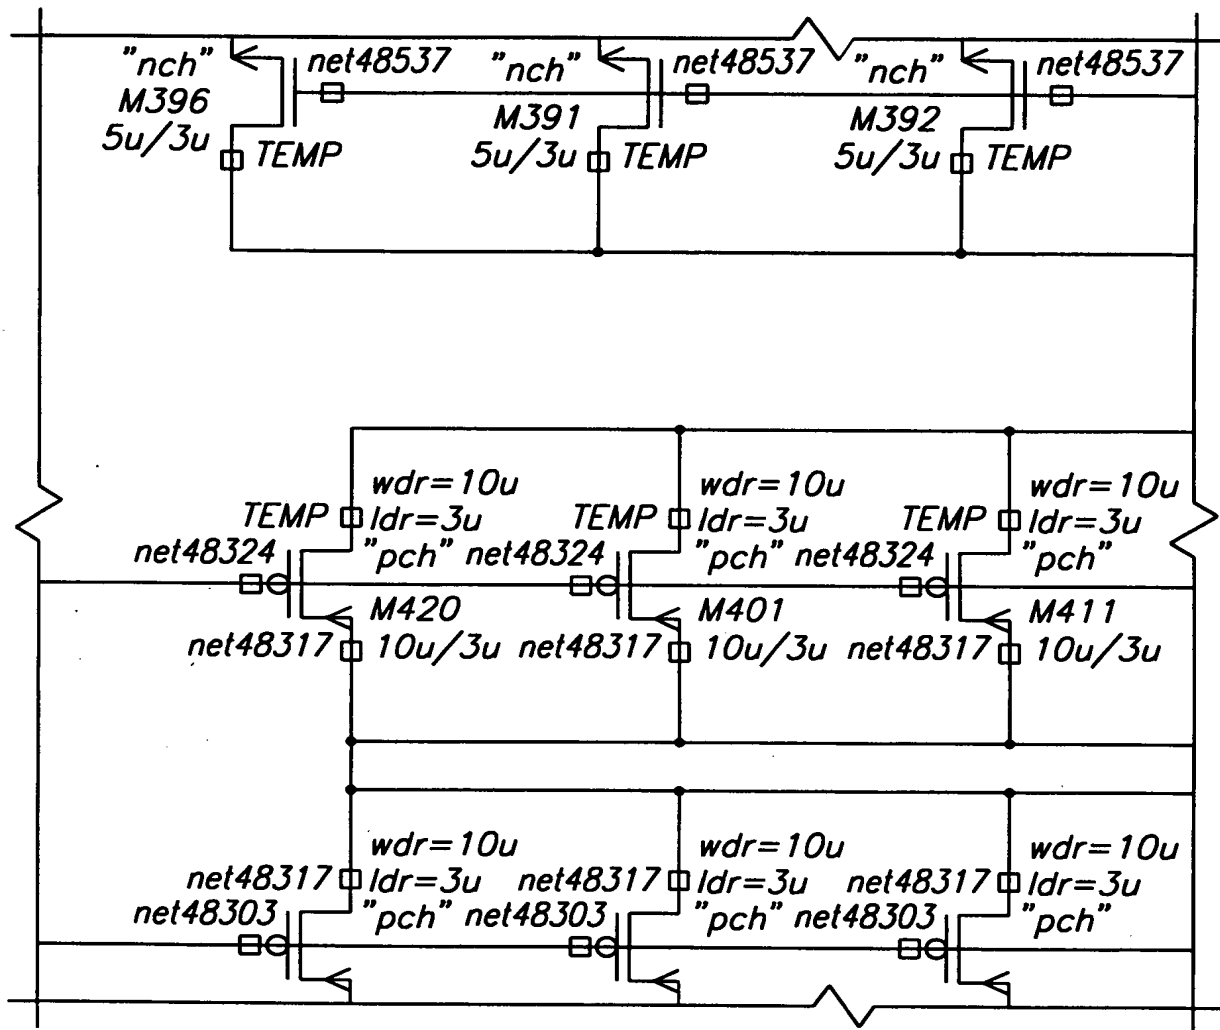 "nch" net48537 "nch" net48537 "nch" net48537
M396 M391 M392
5u/3u TEMP 5u/3u TEMP 5u/3u TEMP
wdr=10u wdr=10u wdr=10u
TEMP ldr=3u TEMP ldr=3u TEMP ldr=3u
net48324 "pch" net48324 "pch" net48324 "pch"
M420 M401 M411
net48317 10u/3u net48317 10u/3u net48317 10u/3u
wdr=10u wdr=10u wdr=10u
net48317 ldr=3u net48317 ldr=3u net48317 ldr=3u
net48303 "pch" net48303 "pch" net48303 "pch"